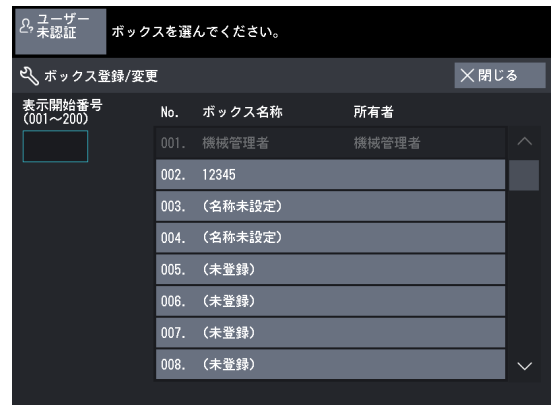 ユーザー
未認証
ボックスを選んでください。
ボックス登録/変更
閉じる
表示開始番号
(001～200)
No. ボックス名称 所有者
001. 機械管理者 機械管理者
002. 12345
003. (名称未設定)
004. (名称未設定)
005. (未登録)
006. (未登録)
007. (未登録)
008. (未登録)